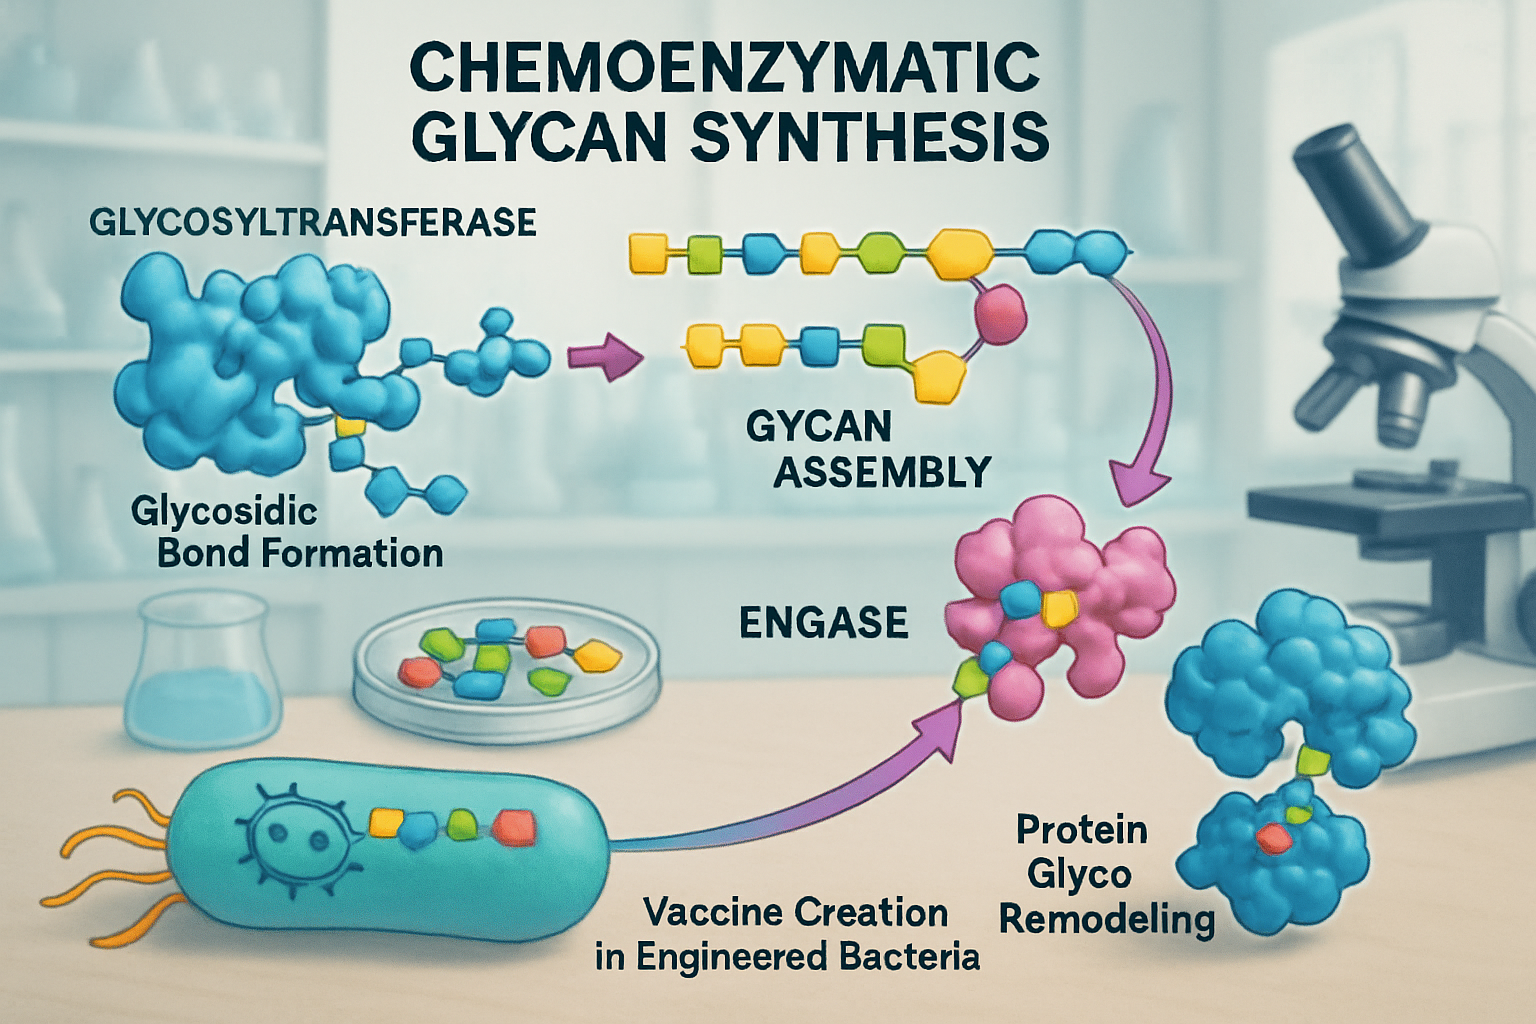 CHEMOENZYMATIC
GLYCAN SYNTHESIS
GLYCOSYLTRANSFERASE
Glycosidic
Bond Formation
GYCAN
ASSEMBLY
ENGASE
Vaccine Creation
in Engineered Bacteria
Protein
Glyco
Remodeling